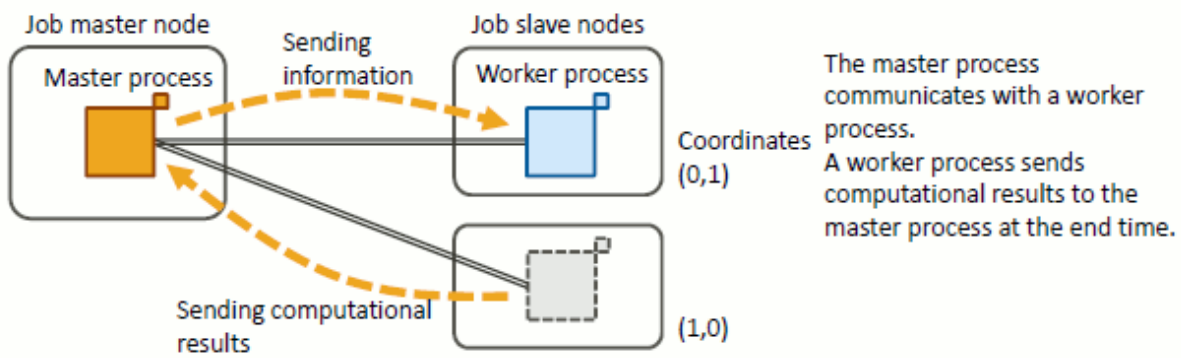 Job master node
Job slave nodes
Sending
information
Master process
Worker process
The master process
communicates with a worker
process.
A worker process sends
computational results to the
master process at the end time.
Coordinates
(0,1)
Sending computational
results
(1,0)